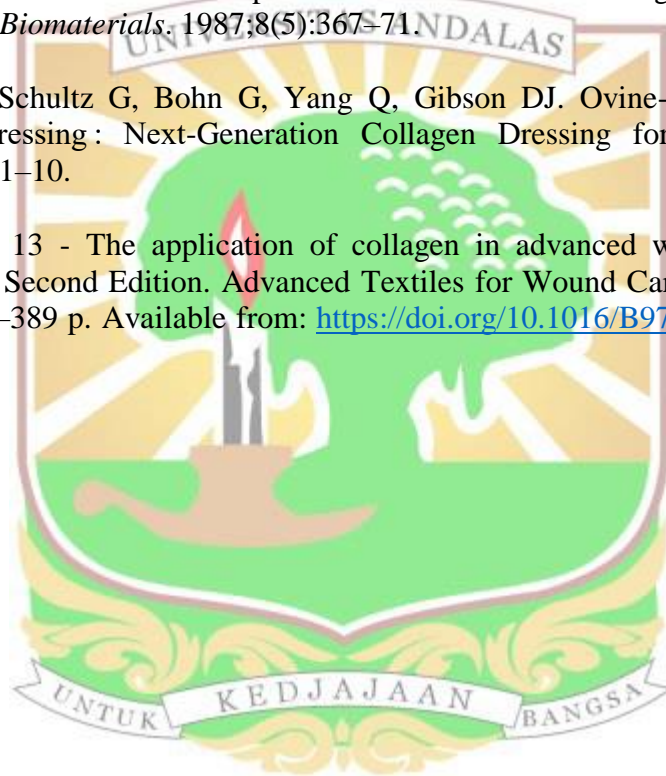 Biomaterials. 1987;8(5):367–71.
UNIVERSITAS ANDALAS
Schultz G, Bohn G, Yang Q, Gibson DJ. Ovine-
ressing : Next-Generation Collagen Dressing for
1–10.
13 - The application of collagen in advanced w
Second Edition. Advanced Textiles for Wound Car
–389 p. Available from: https://doi.org/10.1016/B97
UNTUK KEDJAJAAN BANGSA